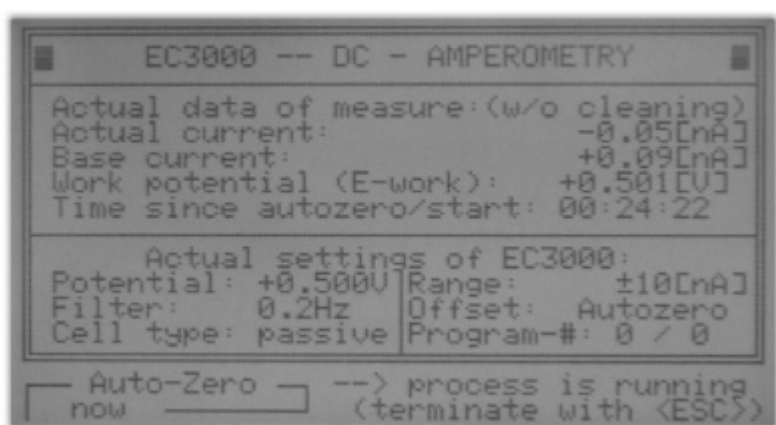 EC3000 -- DC - AMPEROMETRY
Actual data of measure:(w/o cleaning)
Actual current: -0.05[nA]
Base current: +0.09[nA]
Work potential (E-work): +0.501[V]
Time since autozero/start: 00:24:22
Actual settings of EC3000:
Potential: +0.500V Range: ±10[nA]
Filter: 0.2Hz Offset: Autozero
Cell type: passive Program-#: 0 / 0
Auto-Zero --> process is running
now (terminate with <ESC>)